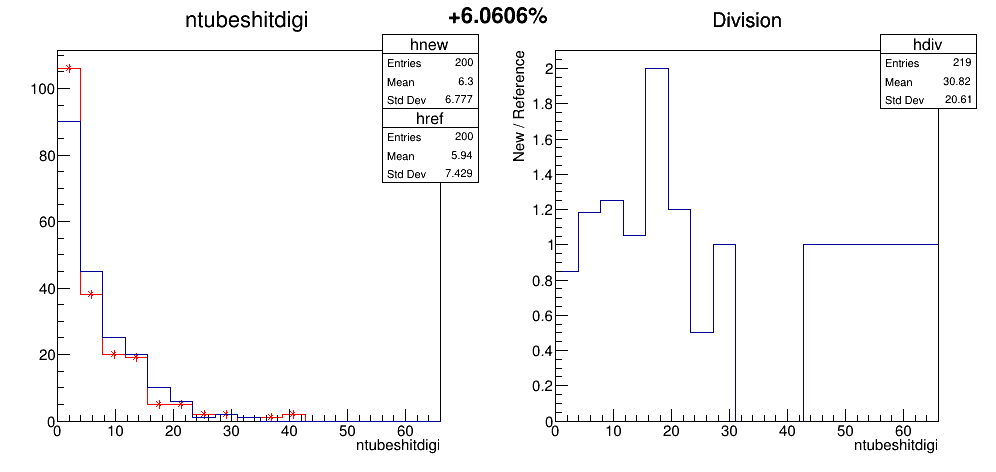 ntubeshitdigi
+6.0606%
Division
hnew
Entries 200
Mean 6.3
Std Dev 6.777
href
Entries 200
Mean 5.94
Std Dev 7.429
100
80
60
40
20
0
0 10 20 30 40 50 60
ntubeshitdigi
hdiv
Entries 219
Mean 30.82
Std Dev 20.61
New / Reference
2
1.8
1.6
1.4
1.2
1
0.8
0.6
0.4
0.2
0
0 10 20 30 40 50 60
ntubeshitdigi